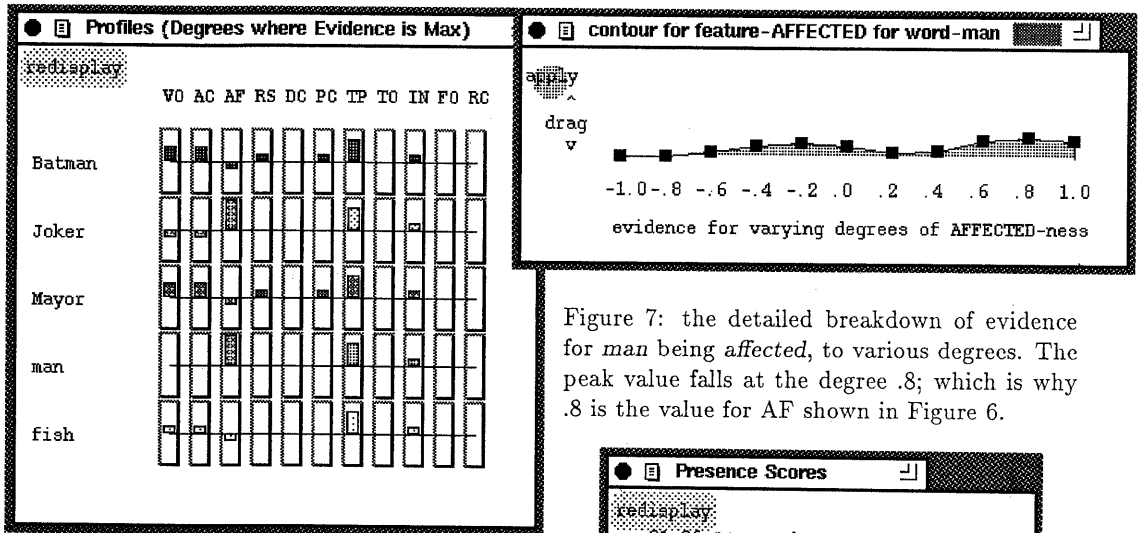 Profiles (Degrees where Evidence is Max)
redisplay
VO AC AF RS DC PC TP TO IN FO RC
Batman
Joker
Mayor
man
fish
contour for feature-AFFECTED for word-man
apply
drag
-1.0 -.8 -.6 -.4 -.2 .0 .2 .4 .6 .8 1.0
evidence for varying degrees of AFFECTED-ness
Figure 7: the detailed breakdown of evidence
for man being affected, to various degrees. The
peak value falls at the degree .8; which is why
.8 is the value for AF shown in Figure 6.
Presence Scores
redisplay